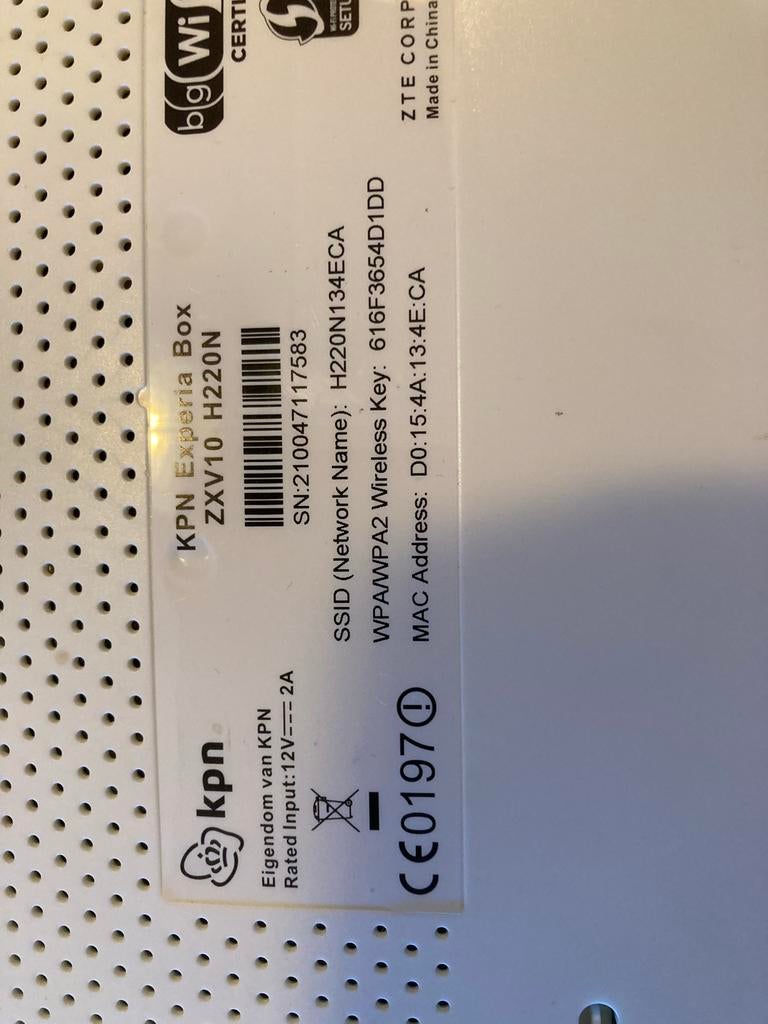 kpn
Eigendom van KPN
Rated Input:12V⎓2A
CE0197
KPN Experia Box
ZXV10 H220N
SN:210047117583
SSID (Network Name): H220N134ECA
WPA/WPA2 Wireless Key: 616F3654D1DD
MAC Address: D0:15:4A:13:4E:CA
b g Wi
CERTI
SETU
ZTE CORP
Made in China